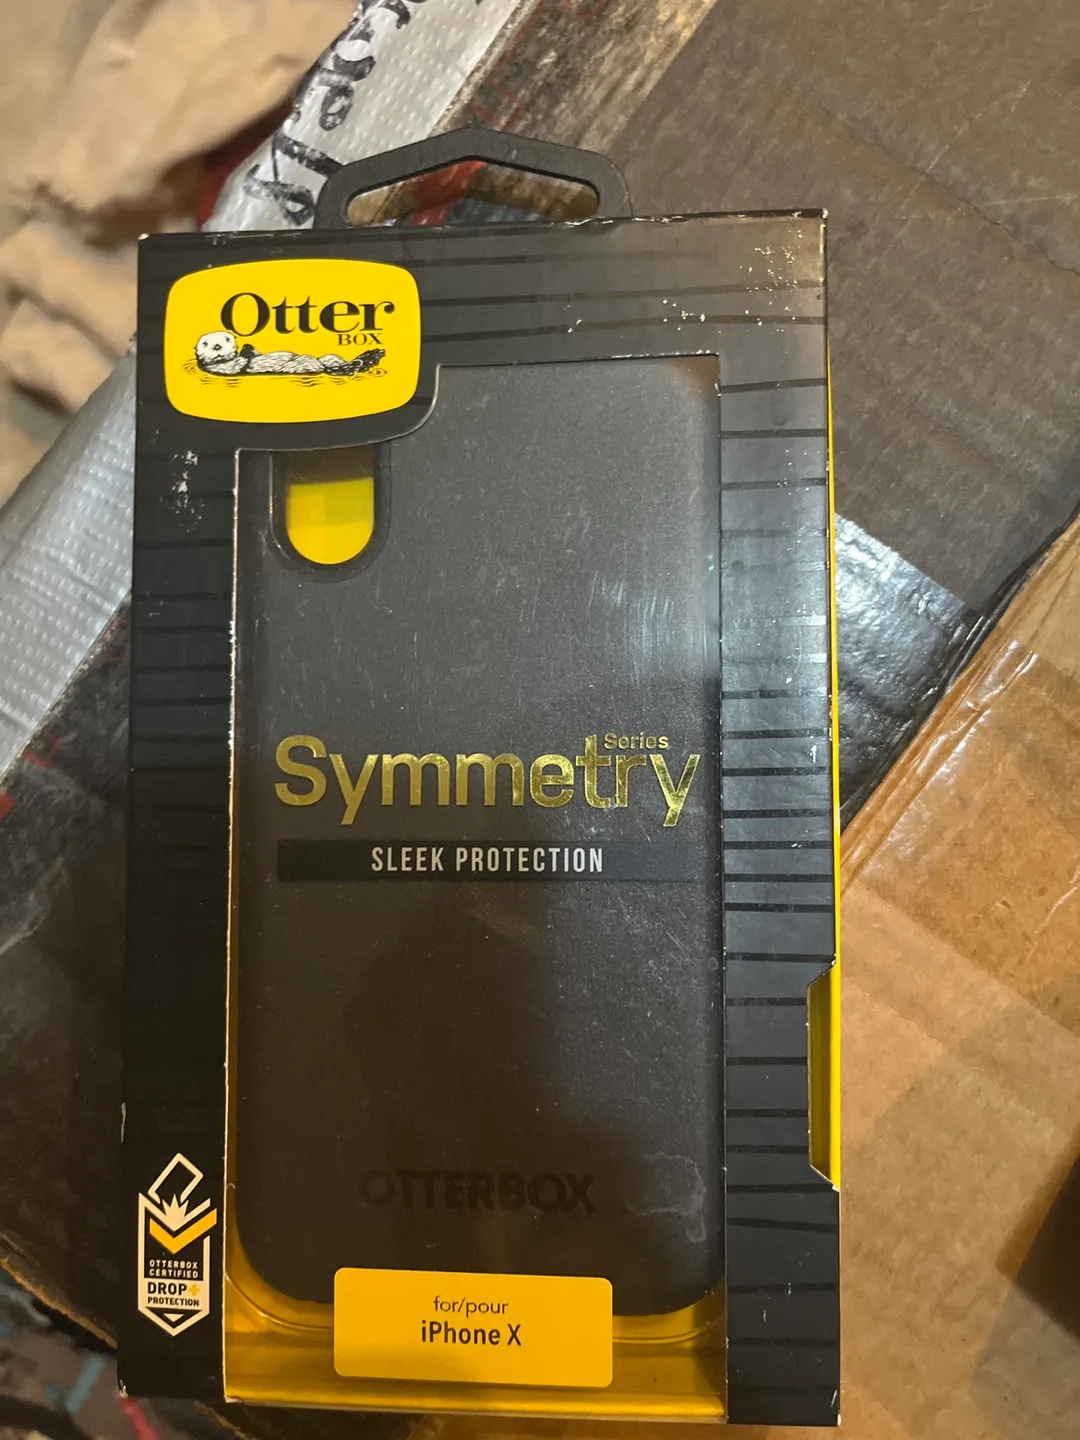 Otter
BOX
Series
Symmetry
SLEEK PROTECTION
OTTERBOX
OTTERBOX
CERTIFIED
DROP+
PROTECTION
for/pour
iPhone X